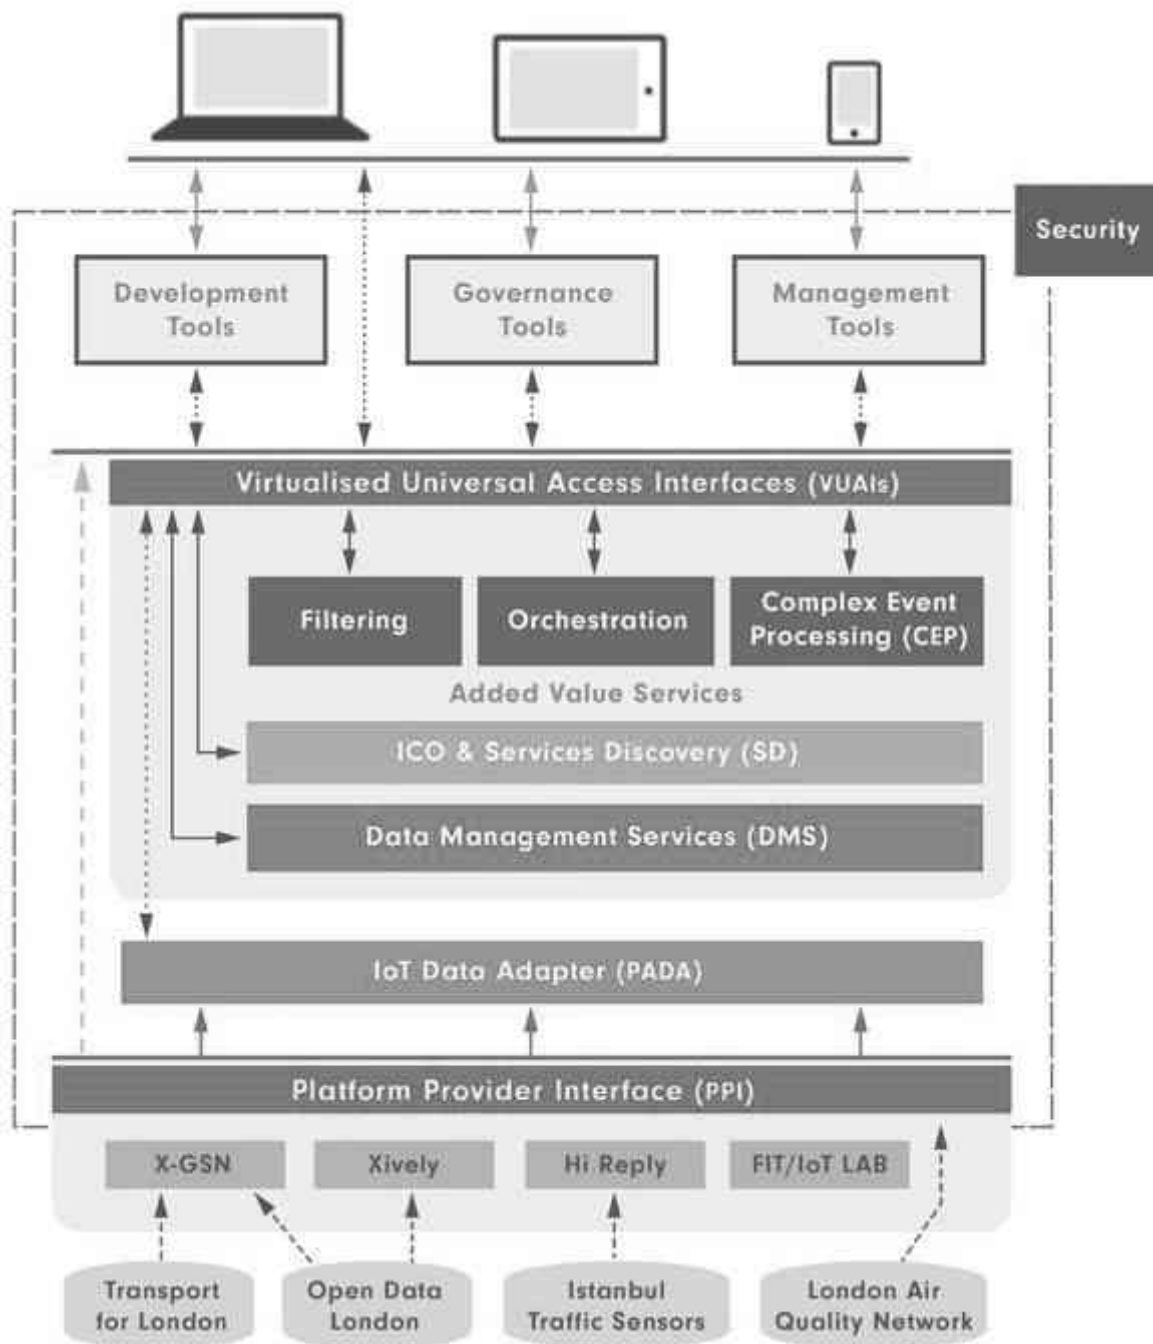 Security
Development
Tools
Governance
Tools
Management
Tools
Virtualised Universal Access Interfaces (VUAIs)
Filtering
Orchestration
Complex Event
Processing (CEP)
Added Value Services
ICO & Services Discovery (SD)
Data Management Services (DMS)
IoT Data Adapter (PADA)
Platform Provider Interface (PPI)
X-GSN
Xively
Hi Reply
FIT/IoT LAB
Transport
for London
Open Data
London
Istanbul
Traffic Sensors
London Air
Quality Network